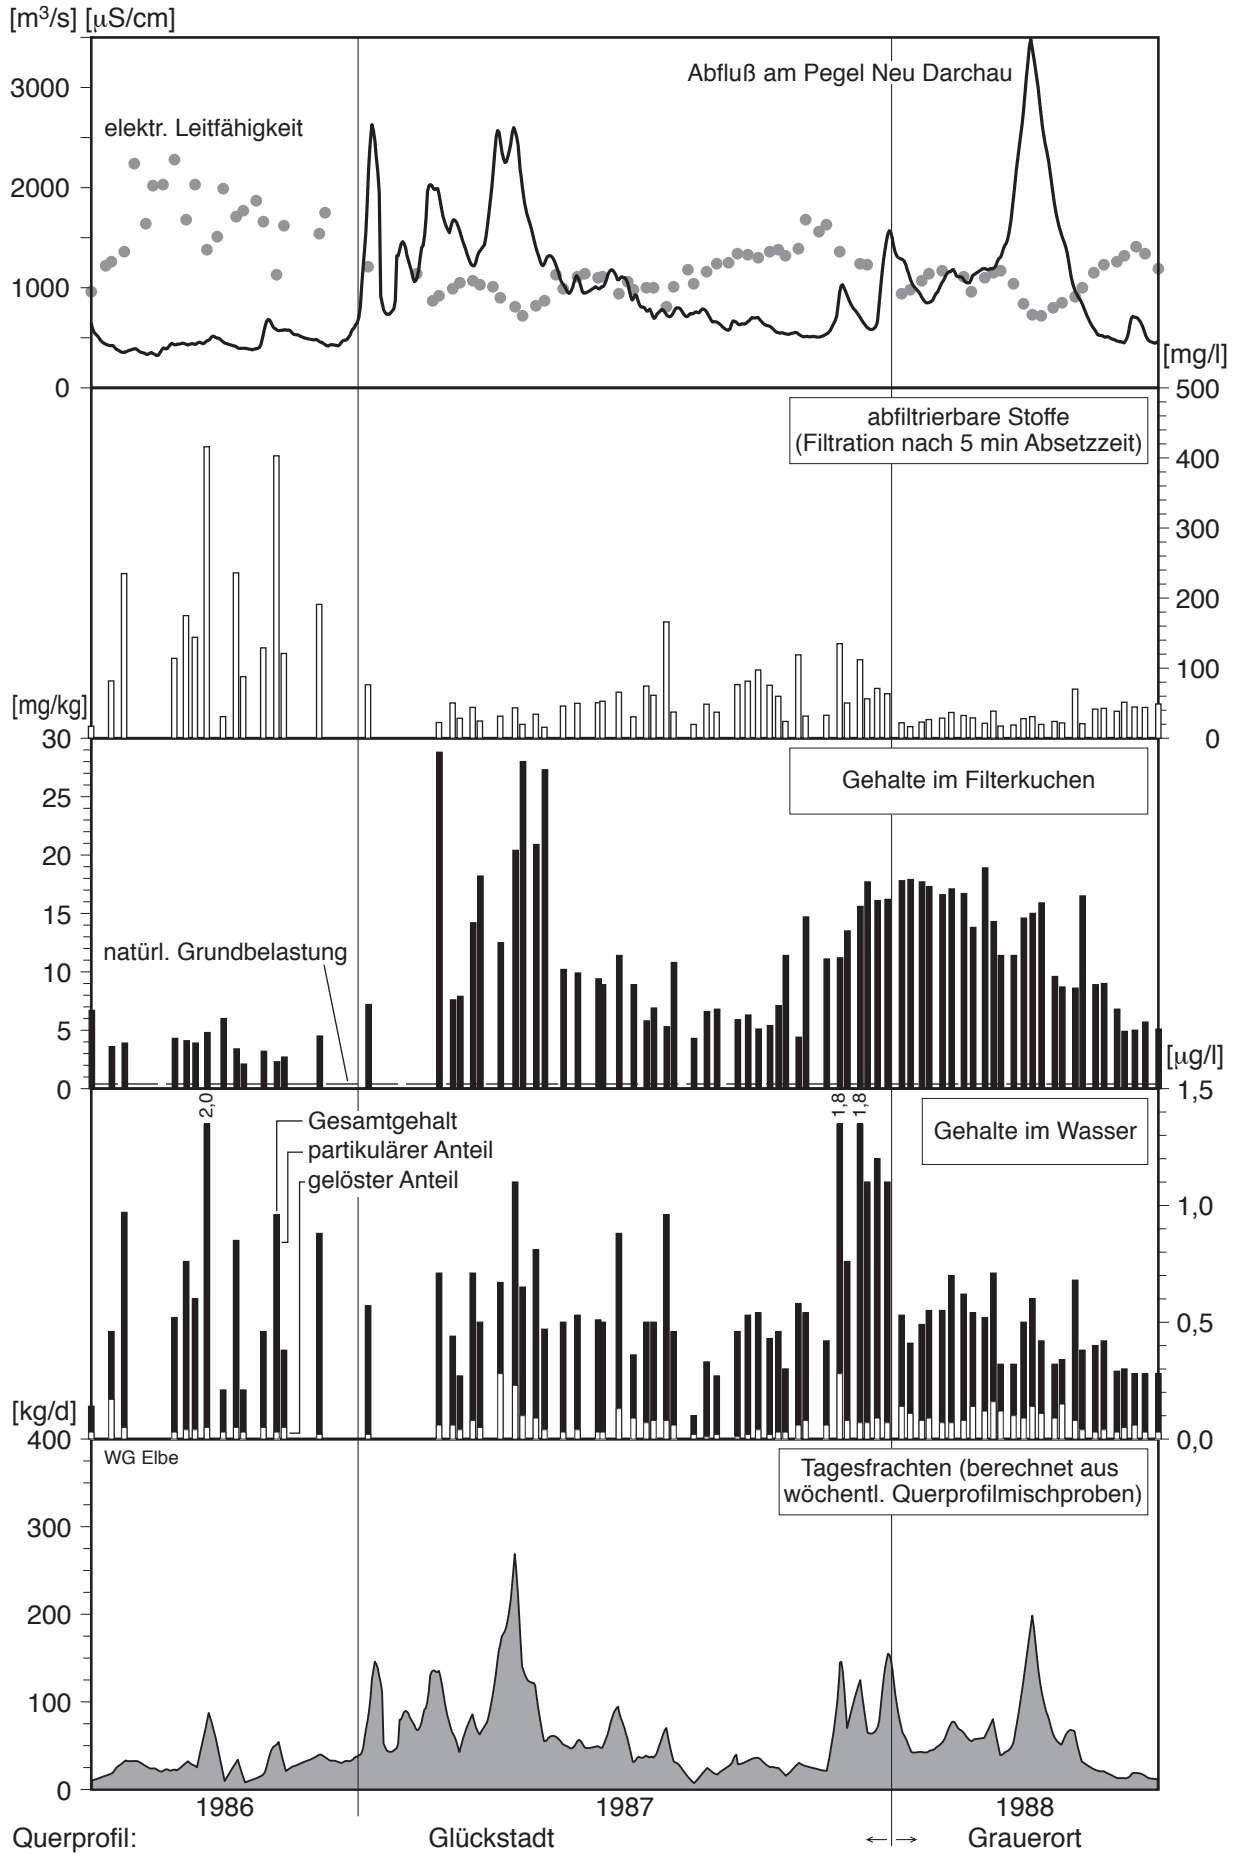 [m³/s] [µS/cm]
3000
2000
1000
0
elektr. Leitfähigkeit
Abfluß am Pegel Neu Darchau
[mg/l]
500
400
300
200
100
0
abfiltrierbare Stoffe
(Filtration nach 5 min Absetzzeit)
[mg/kg]
30
25
20
15
10
5
0
Gehalte im Filterkuchen
natürl. Grundbelastung
[µg/l]
1,5
1,0
0,5
0,0
2,0
1,8
1,8
Gesamtgehalt
partikulärer Anteil
gelöster Anteil
Gehalte im Wasser
[kg/d]
400
300
200
100
0
WG Elbe
Tagesfrachten (berechnet aus
wöchentl. Querprofilmischproben)
1986 1987 1988
Querprofil: Glückstadt ← → Grauerort